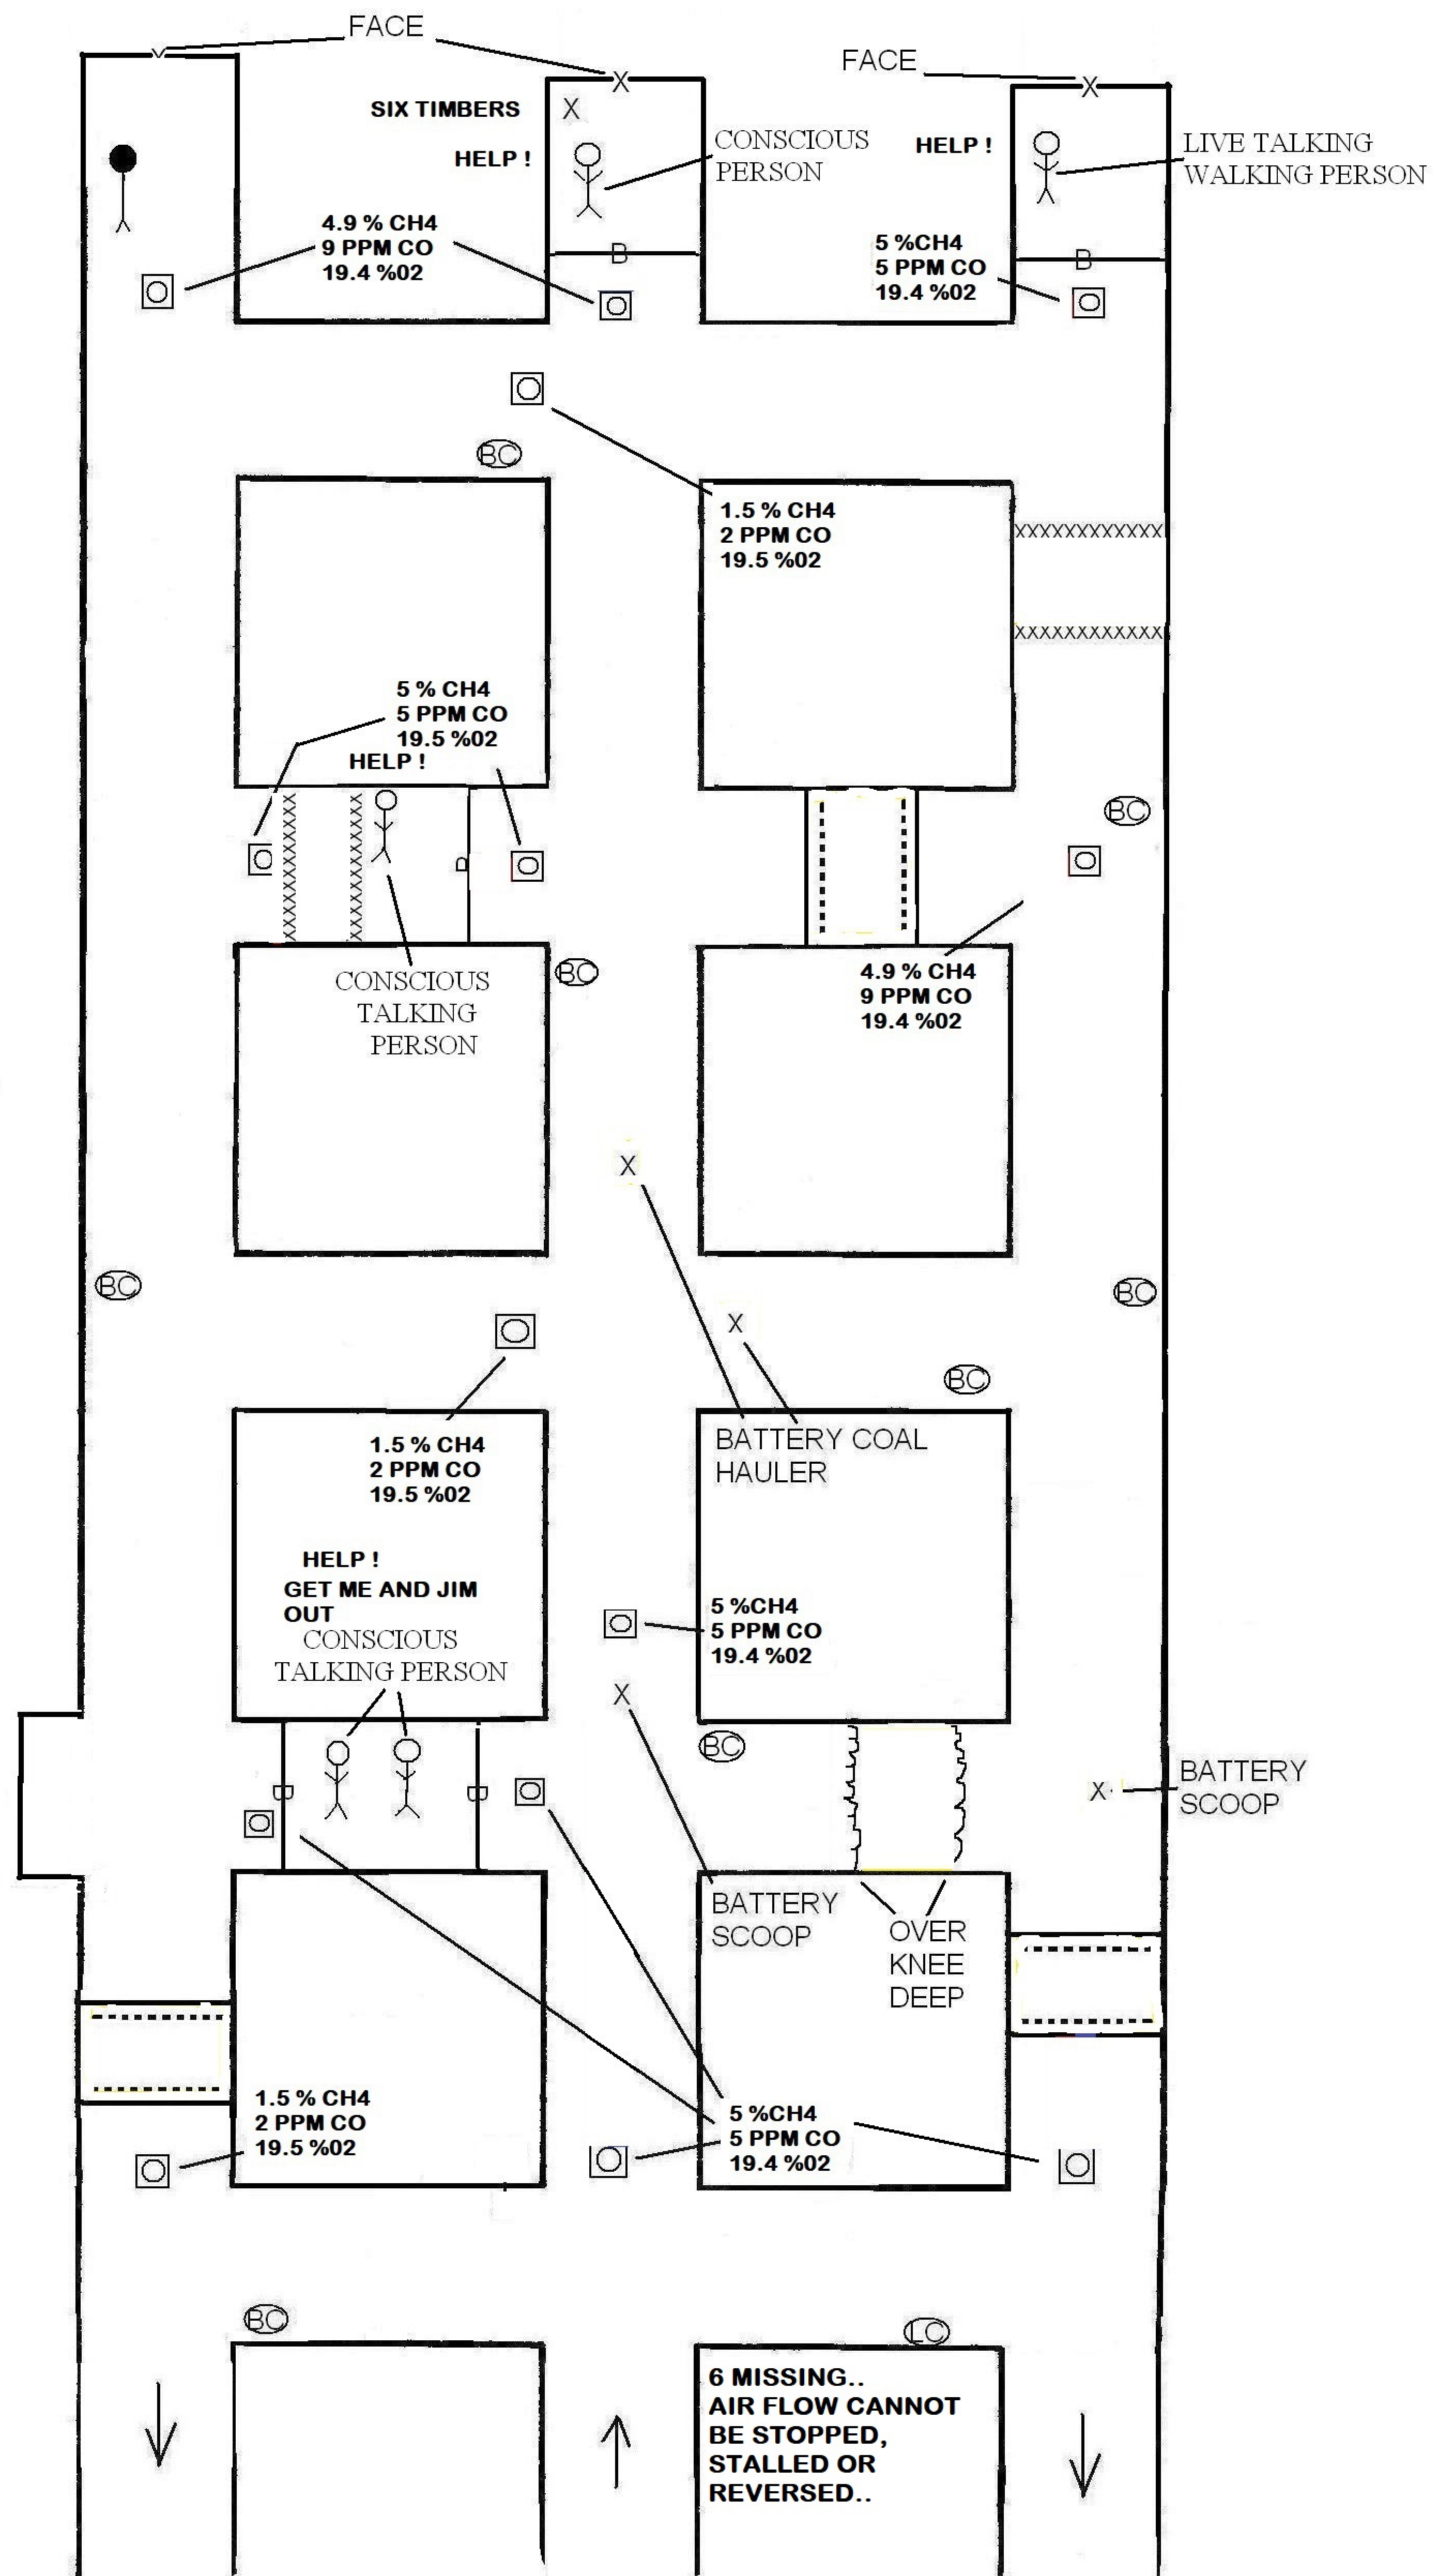 FACE
FACE
X
X
X
SIX TIMBERS
X
HELP !
CONSCIOUS
PERSON
HELP !
LIVE TALKING
WALKING PERSON
4.9 % CH4
9 PPM CO
19.4 %02
B
5 %CH4
5 PPM CO
19.4 %02
B
BC
1.5 % CH4
2 PPM CO
19.5 %02
XXXXXXXXXXXX
XXXXXXXXXXXX
5 % CH4
5 PPM CO
19.5 %02
HELP !
BC
B
CONSCIOUS
TALKING
PERSON
BC
4.9 % CH4
9 PPM CO
19.4 %02
X
BC
BC
X
BC
1.5 % CH4
2 PPM CO
19.5 %02
BATTERY COAL
HAULER
HELP !
GET ME AND JIM
OUT
CONSCIOUS
TALKING PERSON
5 %CH4
5 PPM CO
19.4 %02
X
BC
B
B
X
BATTERY
SCOOP
BATTERY
SCOOP
OVER
KNEE
DEEP
1.5 % CH4
2 PPM CO
19.5 %02
5 %CH4
5 PPM CO
19.4 %02
BC
LC
6 MISSING..
AIR FLOW CANNOT
BE STOPPED,
STALLED OR
REVERSED..